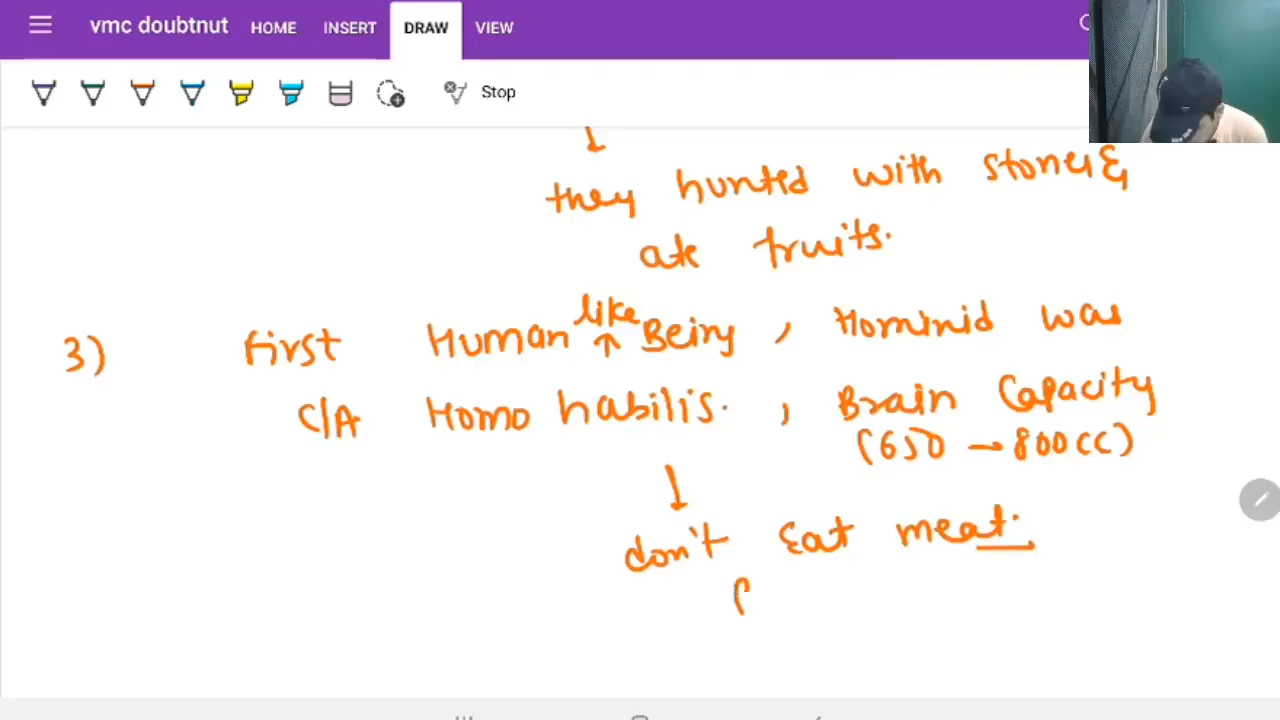 vmc doubtnut HOME INSERT DRAW VIEW
Stop
they hunted with stones &
ate fruits.
3) First Human like Being, Hominid was
C/A Homo habilis. , Brain Capacity
(650 → 800 cc)
don't Eat meat.
(